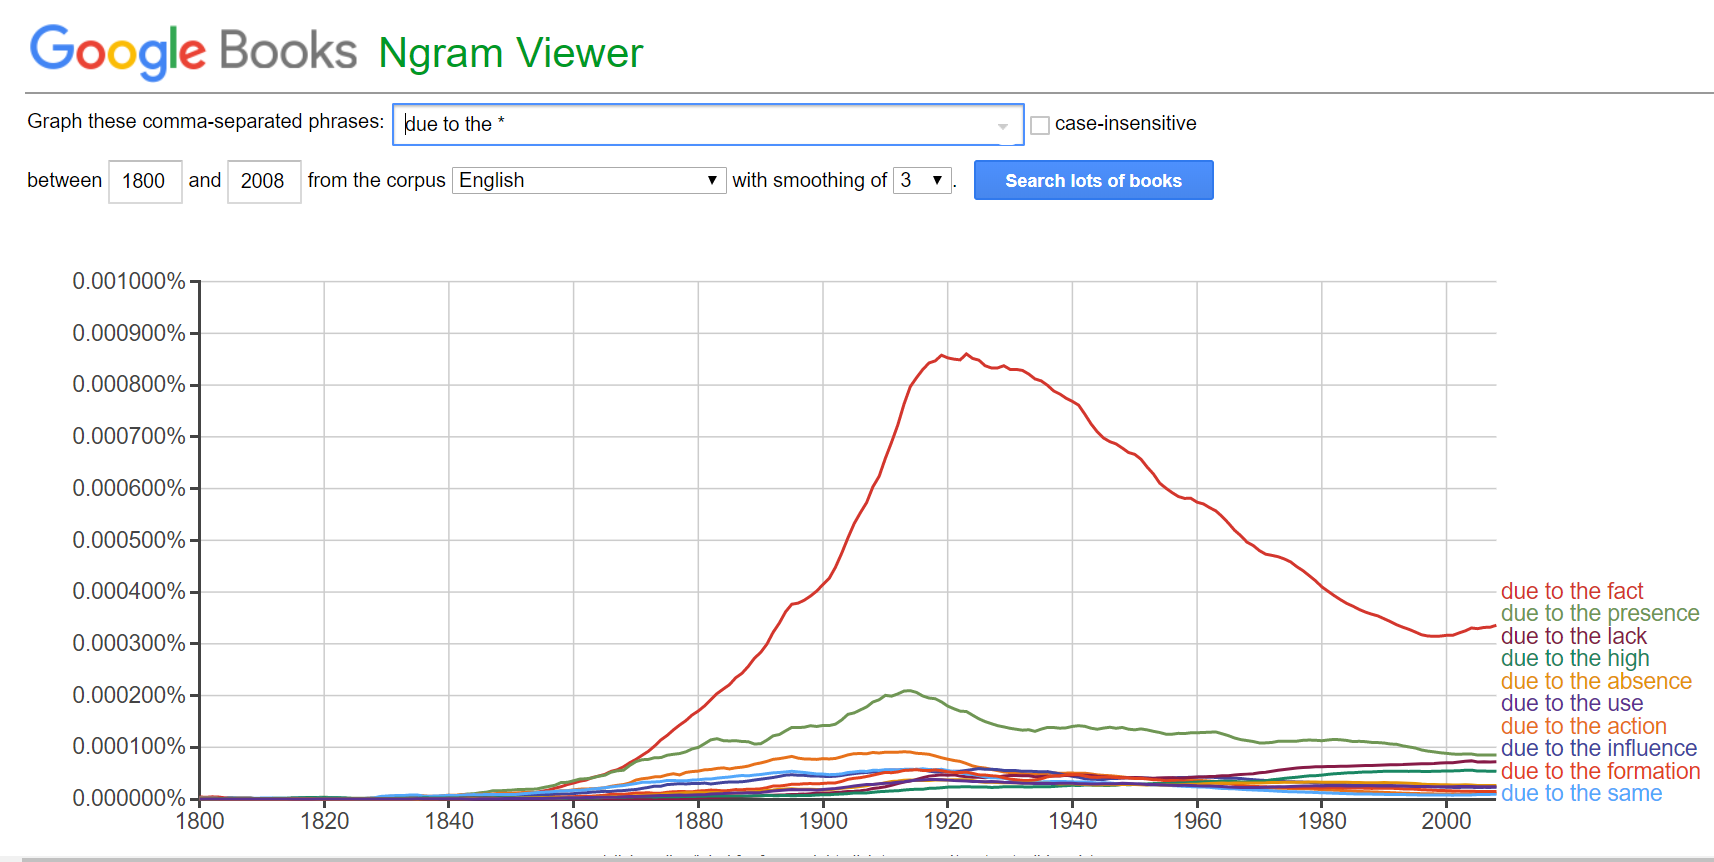 Google Books Ngram Viewer
Graph these comma-separated phrases: due to the * case-insensitive
between 1800 and 2008 from the corpus English with smoothing of 3 . Search lots of books
0.001000%
0.000900%
0.000800%
0.000700%
0.000600%
0.000500%
0.000400%
0.000300%
0.000200%
0.000100%
0.000000%
due to the fact
due to the presence
due to the lack
due to the high
due to the absence
due to the use
due to the action
due to the influence
due to the formation
due to the same
1800 1820 1840 1860 1880 1900 1920 1940 1960 1980 2000